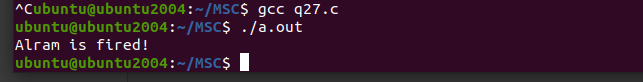 ^Cubuntu@ubuntu2004:~/MSC$ gcc q27.c
ubuntu@ubuntu2004:~/MSC$ ./a.out
Alram is fired!
ubuntu@ubuntu2004:~/MSC$